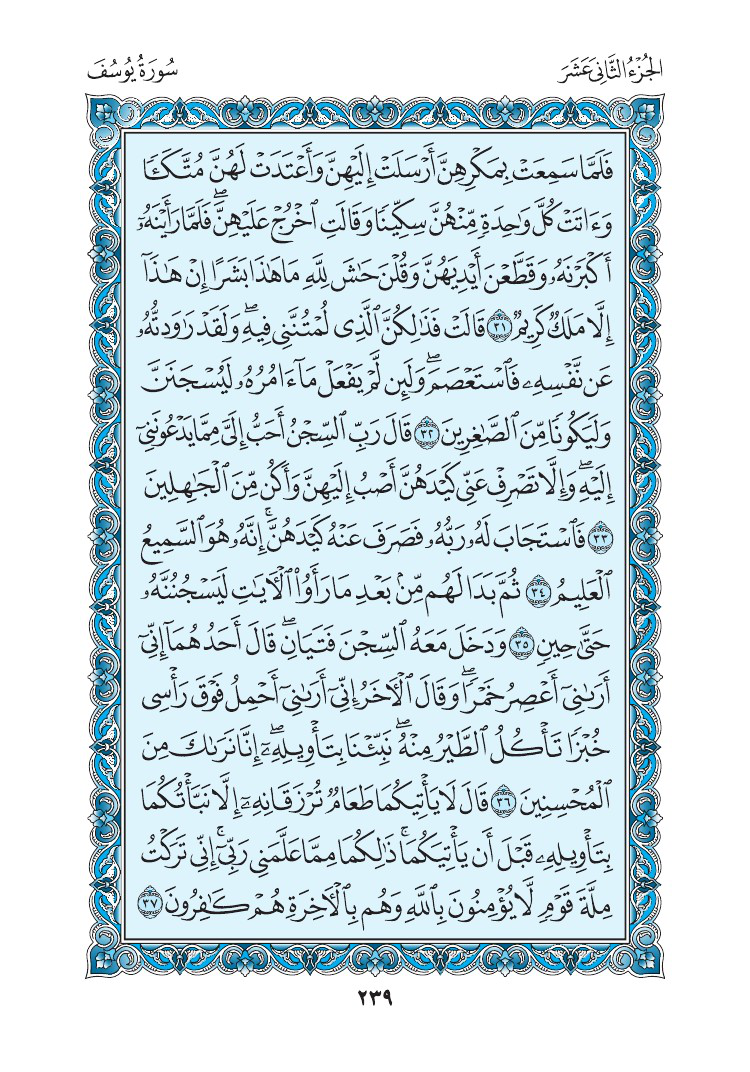 الجُزْءُ الثَّانِيَ عَشَرَ
سُورَةُ يُوسُفَ
فَلَمَّا سَمِعَتْ بِمَكْرِهِنَّ أَرْسَلَتْ إِلَيْهِنَّ وَأَعْتَدَتْ لَهُنَّ مُتَّكَـًٔا
وَءَاتَتْ كُلَّ وَٰحِدَةٍ مِّنْهُنَّ سِكِّينًا وَقَالَتِ ٱخْرُجْ عَلَيْهِنَّۖ فَلَمَّا رَأَيْنَهُۥٓ
أَكْبَرْنَهُۥ وَقَطَّعْنَ أَيْدِيَهُنَّ وَقُلْنَ حَٰشَ لِلَّهِ مَا هَٰذَا بَشَرًا إِنْ هَٰذَآ
إِلَّا مَلَكٌ كَرِيمٌ ٣١ قَالَتْ فَذَٰلِكُنَّ ٱلَّذِى لُمْتُنَّنِى فِيهِۖ وَلَقَدْ رَٰوَدتُّهُۥ
عَن نَّفْسِهِۦ فَٱسْتَعْصَمَۖ وَلَئِن لَّمْ يَفْعَلْ مَآ ءَامُرُهُۥ لَيُسْجَنَنَّ
وَلَيَكُونًا مِّنَ ٱلصَّٰغِرِينَ ٣٢ قَالَ رَبِّ ٱلسِّجْنُ أَحَبُّ إِلَىَّ مِمَّا يَدْعُونَنِىٓ
إِلَيْهِۖ وَإِلَّا تَصْرِفْ عَنِّى كَيْدَهُنَّ أَصْبُ إِلَيْهِنَّ وَأَكُن مِّنَ ٱلْجَٰهِلِينَ
٣٣ فَٱسْتَجَابَ لَهُۥ رَبُّهُۥ فَصَرَفَ عَنْهُ كَيْدَهُنَّۚ إِنَّهُۥ هُوَ ٱلسَّمِيعُ
ٱلْعَلِيمُ ٣٤ ثُمَّ بَدَا لَهُم مِّنۢ بَعْدِ مَا رَأَوُا۟ ٱلْءَايَٰتِ لَيَسْجُنُنَّهُۥ
حَتَّىٰ حِينٍ ٣٥ وَدَخَلَ مَعَهُ ٱلسِّجْنَ فَتَيَانِۖ قَالَ أَحَدُهُمَآ إِنِّىٓ
أَرَىٰنِىٓ أَعْصِرُ خَمْرًاۖ وَقَالَ ٱلْءَاخَرُ إِنِّىٓ أَرَىٰنِىٓ أَحْمِلُ فَوْقَ رَأْسِى
خُبْزًا تَأْكُلُ ٱلطَّيْرُ مِنْهُۖ نَبِّئْنَا بِتَأْوِيلِهِۦٓۖ إِنَّا نَرَىٰكَ مِنَ
ٱلْمُحْسِنِينَ ٣٦ قَالَ لَا يَأْتِيكُمَا طَعَامٌ تُرْزَقَانِهِۦٓ إِلَّا نَبَّأْتُكُمَا
بِتَأْوِيلِهِۦ قَبْلَ أَن يَأْتِيَكُمَاۚ ذَٰلِكُمَا مِمَّا عَلَّمَنِى رَبِّىٓۚ إِنِّى تَرَكْتُ
مِلَّةَ قَوْمٍ لَّا يُؤْمِنُونَ بِٱللَّهِ وَهُم بِٱلْءَاخِرَةِ هُمْ كَٰفِرُونَ ٣٧
٢٣٩